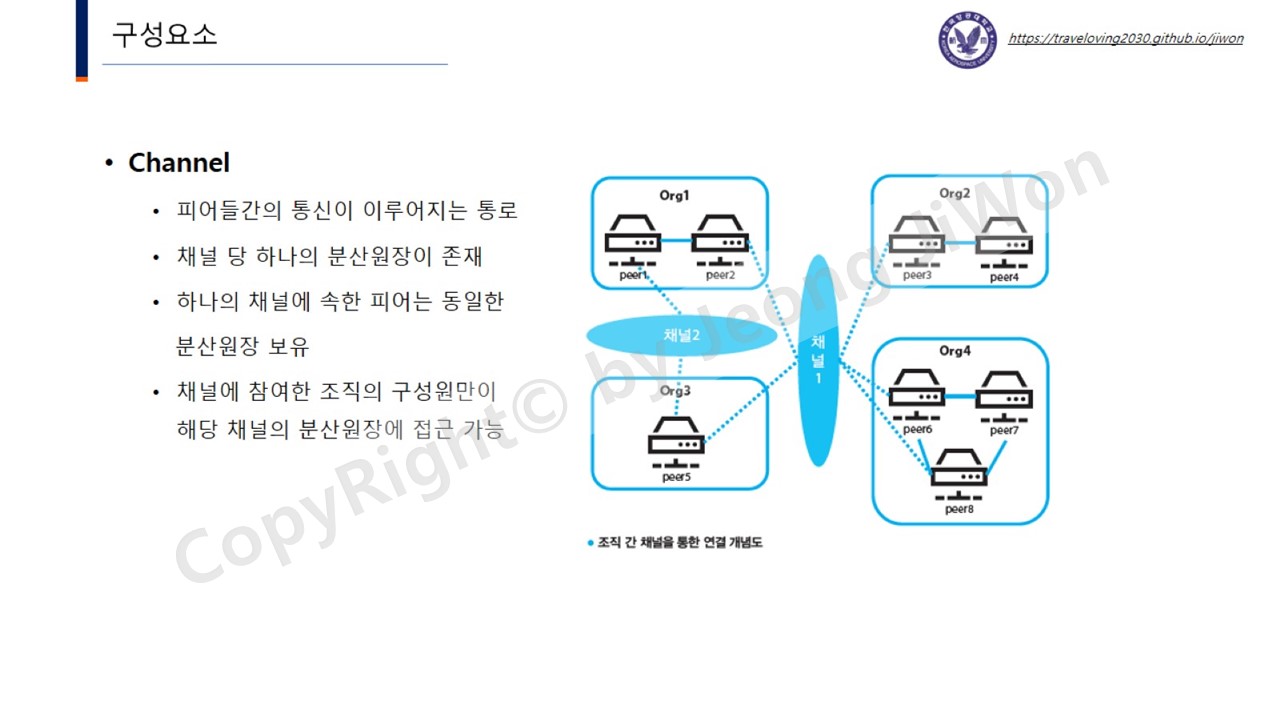 구성요소
https://traveloving2030.github.io/jiwon
• Channel
• 피어들간의 통신이 이루어지는 통로
• 채널 당 하나의 분산원장이 존재
• 하나의 채널에 속한 피어는 동일한
분산원장 보유
• 채널에 참여한 조직의 구성원만이
해당 채널의 분산원장에 접근 가능
Org1
peer1
peer2
Org2
peer3
peer4
채널2
채
널
1
Org3
peer5
Org4
peer6
peer7
peer8
• 조직 간 채널을 통한 연결 개념도
CopyRight© by Jeong JiWon